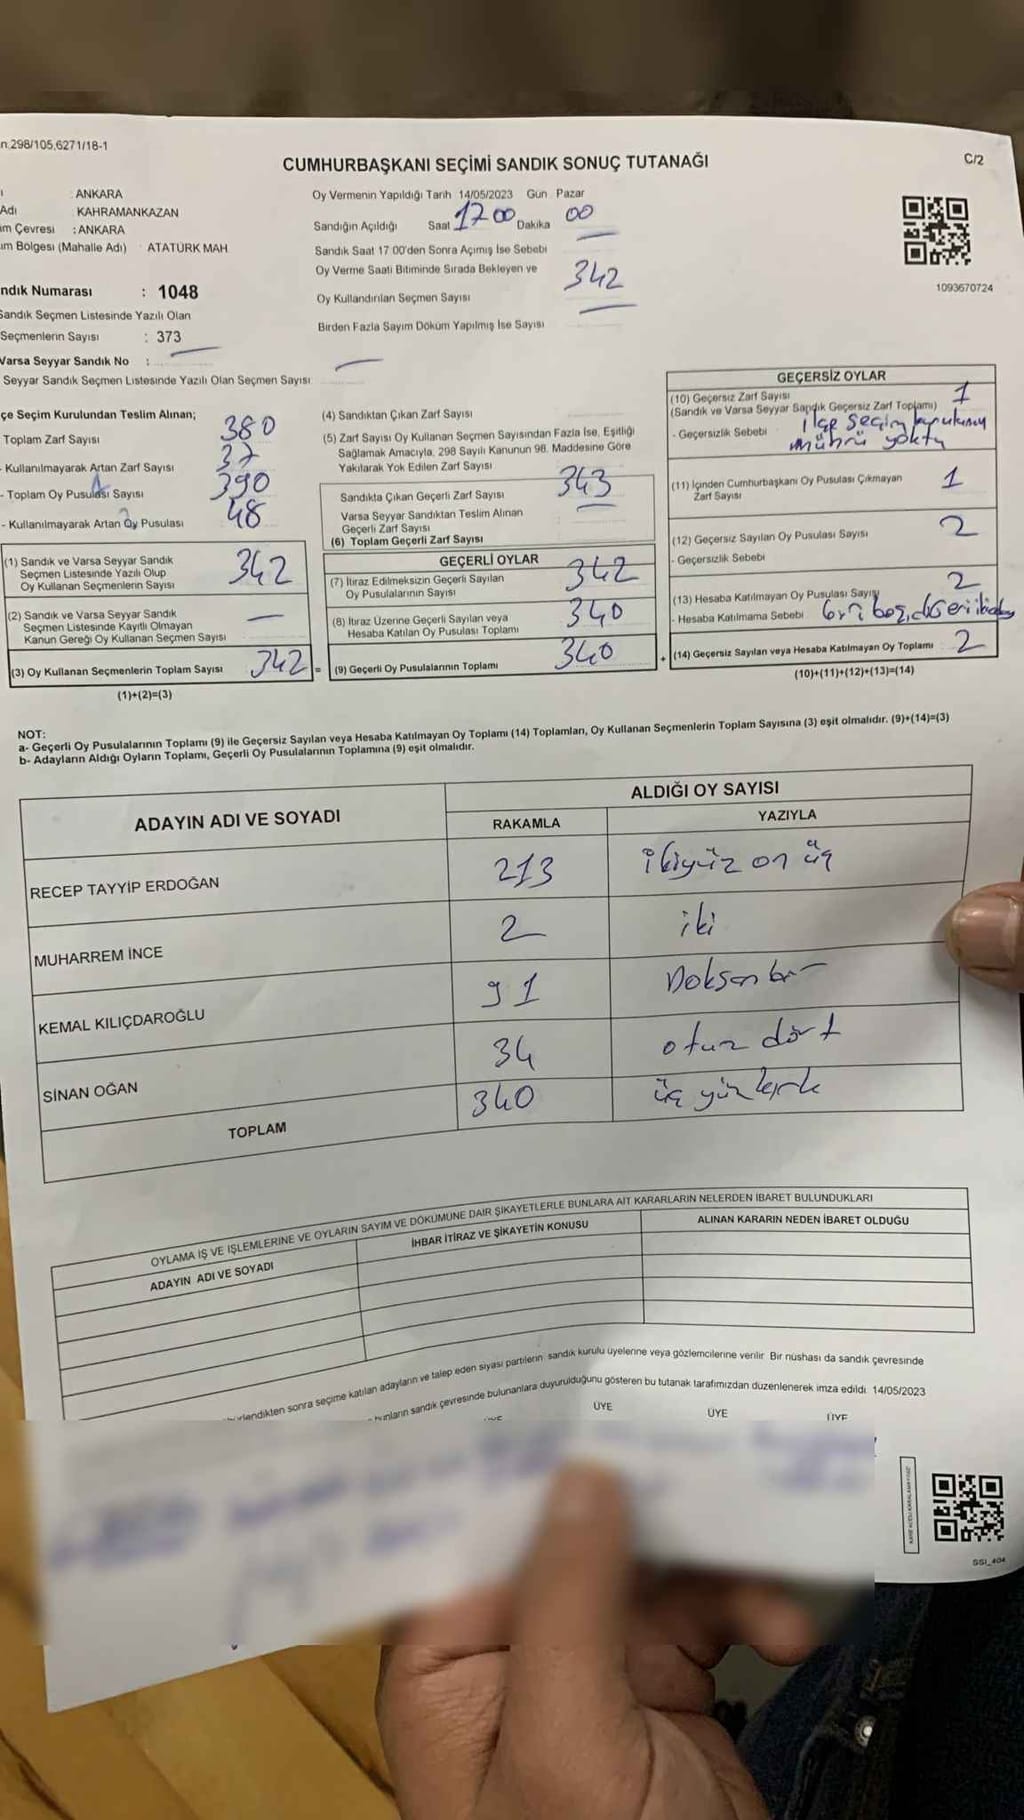 n.298/105,6271/18-1
CUMHURBAŞKANI SEÇİMİ SANDIK SONUÇ TUTANAĞI
C/2
: ANKARA
Adı : KAHRAMANKAZAN
im Çevresi : ANKARA
ım Bölgesi (Mahalle Adı) ATATÜRK MAH
Oy Vermenin Yapıldığı Tarih 14/05/2023 Gün Pazar
Sandığın Açıldığı Saat 1700 Dakika 00
Sandık Saat 17 00'den Sonra Açımış İse Sebebi
Oy Verme Saati Bitiminde Sırada Bekleyen ve
Oy Kullandırılan Seçmen Sayısı 342
Birden Fazla Sayım Döküm Yapılmış İse Sayısı
1093670724
ndık Numarası : 1048
Sandık Seçmen Listesinde Yazılı Olan
Seçmenlerin Sayısı : 373
Varsa Seyyar Sandık No :
Seyyar Sandık Seçmen Listesinde Yazılı Olan Seçmen Sayısı
çe Seçim Kurulundan Teslim Alınan;
Toplam Zarf Sayısı 380
- Kullanılmayarak Artan Zarf Sayısı 37
- Toplam Oy Pusulası Sayısı 390
- Kullanılmayarak Artan Oy Pusulası 48
(1) Sandık ve Varsa Seyyar Sandık
Seçmen Listesinde Yazılı Olup
Oy Kullanan Seçmenlerin Sayısı 342
(2) Sandık ve Varsa Seyyar Sandık
Seçmen Listesinde Kayıtlı Olmayan
Kanun Gereği Oy Kullanan Seçmen Sayısı —
(3) Oy Kullanan Seçmenlerin Toplam Sayısı 342 =
(1)+(2)=(3)
(4) Sandıktan Çıkan Zarf Sayısı
(5) Zarf Sayısı Oy Kullanan Seçmen Sayısından Fazla İse, Eşitliği
Sağlamak Amacıyla, 298 Sayılı Kanunun 98. Maddesine Göre
Yakılarak Yok Edilen Zarf Sayısı
Sandıkta Çıkan Geçerli Zarf Sayısı 343
Varsa Seyyar Sandıktan Teslim Alınan
Geçerli Zarf Sayısı
(6) Toplam Geçerli Zarf Sayısı
GEÇERLİ OYLAR
(7) İtiraz Edilmeksizin Geçerli Sayılan
Oy Pusulalarının Sayısı 342
(8) İtiraz Üzerine Geçerli Sayılan veya
Hesaba Katılan Oy Pusulası Toplamı 340
(9) Geçerli Oy Pusulalarının Toplamı 340 +
GEÇERSİZ OYLAR
(10) Geçersiz Zarf Sayısı 1
(Sandık ve Varsa Seyyar Sandık Geçersiz Zarf Toplamı)
- Geçersizlik Sebebi ilçe seçim kurulunun
mührü yoktu
(11) İçinden Cumhurbaşkanı Oy Pusulası Çıkmayan
Zarf Sayısı 1
(12) Geçersiz Sayılan Oy Pusulası Sayısı 2
- Geçersizlik Sebebi
(13) Hesaba Katılmayan Oy Pusulası Sayısı 2
- Hesaba Katılmama Sebebi biri boş, diğeri
(14) Geçersiz Sayılan veya Hesaba Katılmayan Oy Toplamı 2
(10)+(11)+(12)+(13)=(14)
NOT:
a- Geçerli Oy Pusulalarının Toplamı (9) ile Geçersiz Sayılan veya Hesaba Katılmayan Oy Toplamı (14) Toplamları, Oy Kullanan Seçmenlerin Toplam Sayısına (3) eşit olmalıdır. (9)+(14)=(3)
b- Adayların Aldığı Oyların Toplamı, Geçerli Oy Pusulalarının Toplamına (9) eşit olmalıdır.
ADAYIN ADI VE SOYADI
ALDIĞI OY SAYISI
RAKAMLA YAZIYLA
RECEP TAYYİP ERDOĞAN 213 ikiyüz on üç
MUHARREM İNCE 2 iki
KEMAL KILIÇDAROĞLU 91 Doksan bir
SİNAN OĞAN 34 otuz dört
TOPLAM 340 üç yüz kırk
OYLAMA İŞ VE İŞLEMLERİNE VE OYLARIN SAYIM VE DÖKÜMÜNE DAİR ŞİKAYETLERLE BUNLARA AİT KARARLARIN NELERDEN İBARET BULUNDUKLARI
ADAYIN ADI VE SOYADI İHBAR İTİRAZ VE ŞİKAYETİN KONUSU ALINAN KARARIN NEDEN İBARET OLDUĞU
lendikten sonra seçime katılan adayların ve talep eden siyasi partilerin sandık kurulu üyelerine veya gözlemcilerine verilir Bir nüshası da sandık çevresinde
bunların sandık çevresinde bulunanlara duyurulduğunu gösteren bu tutanak tarafımızdan düzenlenerek imza edildi. 14/05/2023
ÜYE ÜYE ÜYE ÜYE
SSI_404